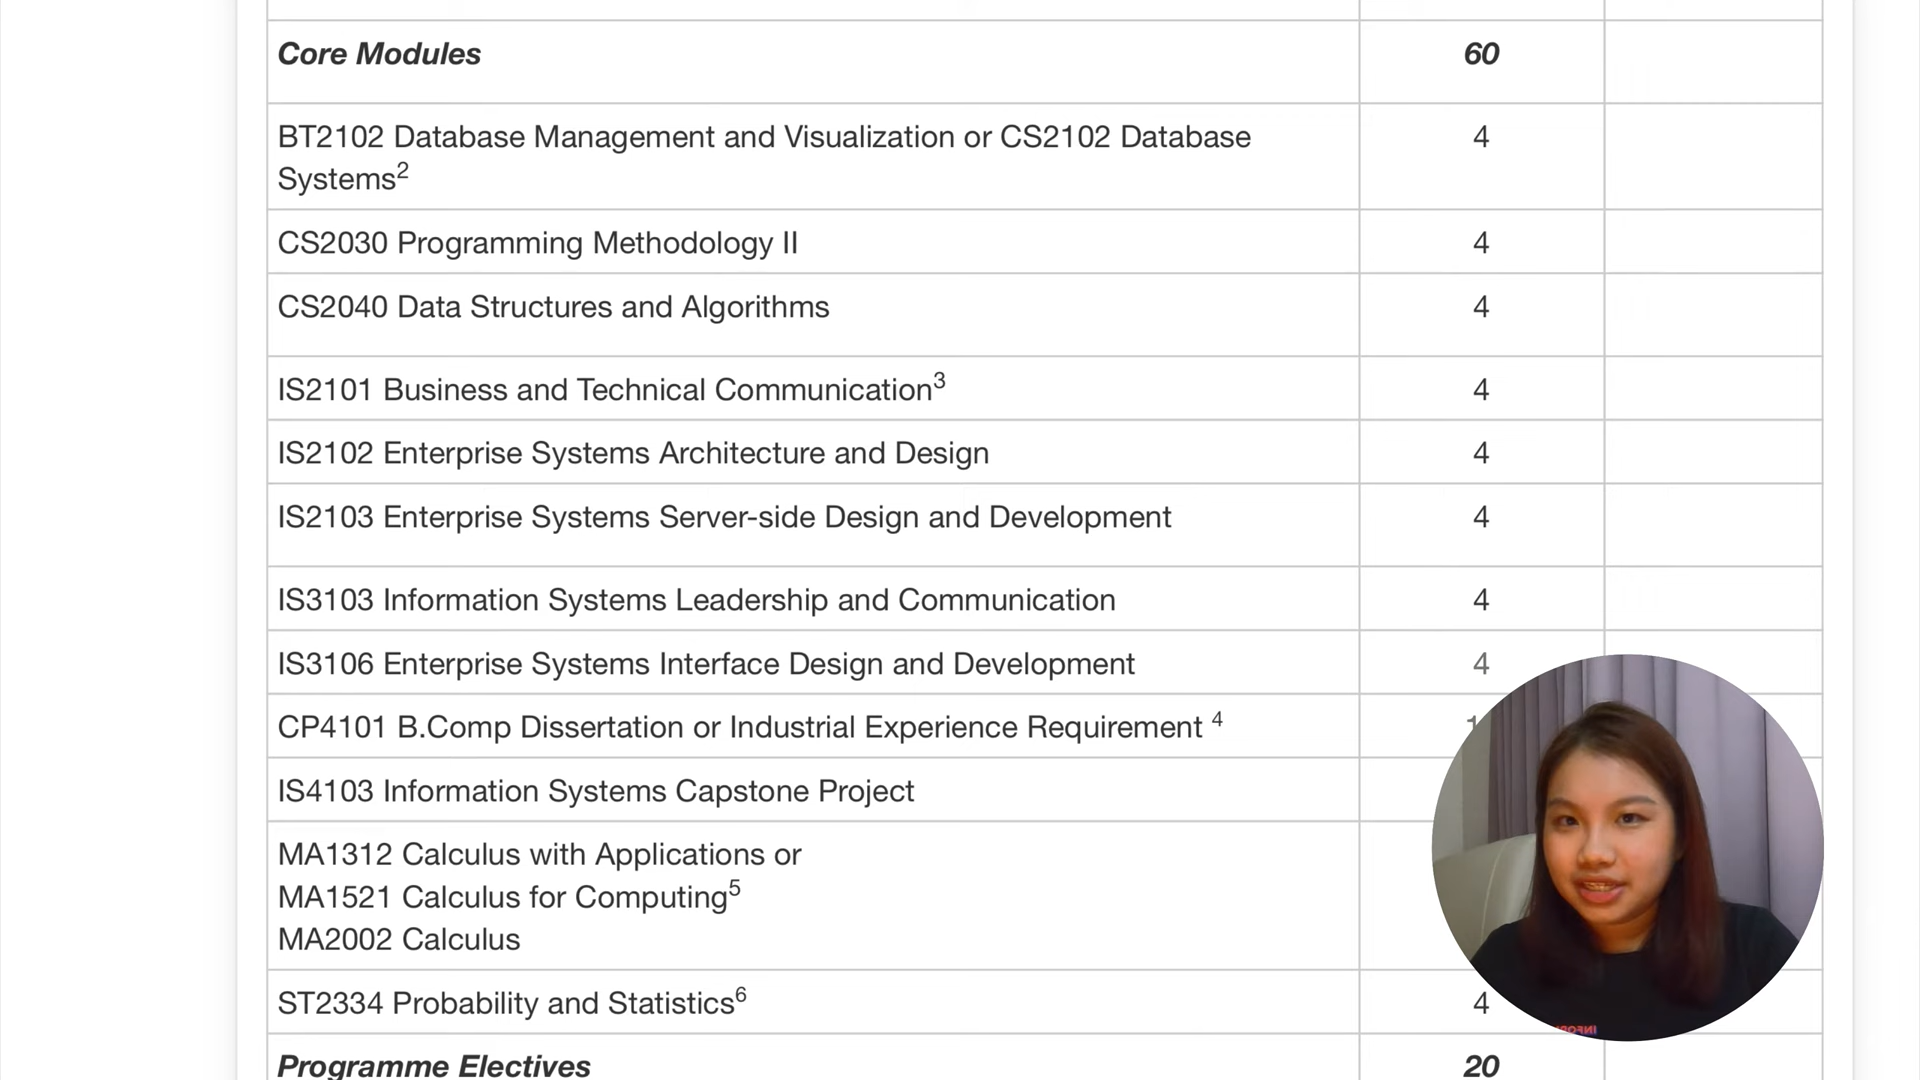 Core Modules 60
BT2102 Database Management and Visualization or CS2102 Database 4
Systems2
CS2030 Programming Methodology II 4
CS2040 Data Structures and Algorithms 4
IS2101 Business and Technical Communication3 4
IS2102 Enterprise Systems Architecture and Design 4
IS2103 Enterprise Systems Server-side Design and Development 4
IS3103 Information Systems Leadership and Communication 4
IS3106 Enterprise Systems Interface Design and Development 4
CP4101 B.Comp Dissertation or Industrial Experience Requirement 4
IS4103 Information Systems Capstone Project
MA1312 Calculus with Applications or
MA1521 Calculus for Computing5
MA2002 Calculus
ST2334 Probability and Statistics6 4
Programme Electives 20